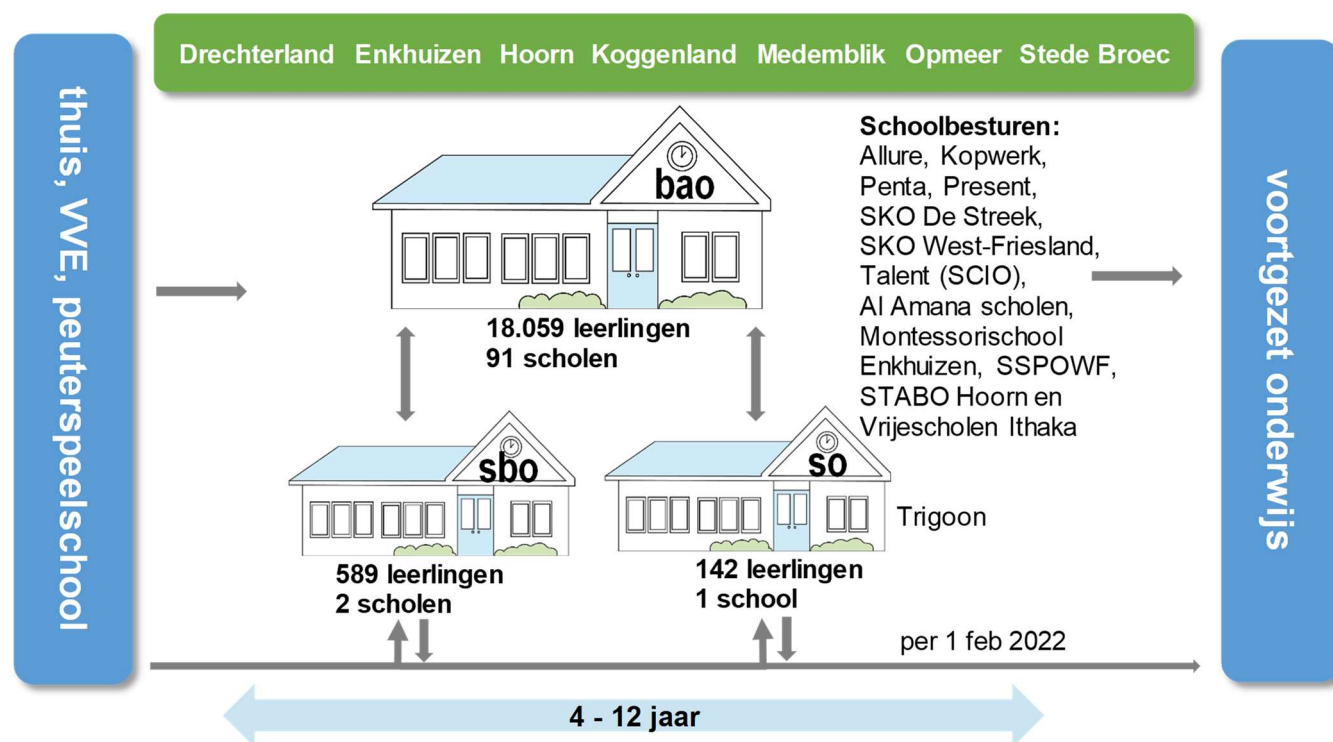 Drechterland Enkhuizen Hoorn Koggenland Medemblik Opmeer Stede Broec
thuis, VVE, peuterspeelschool
bao
18.059 leerlingen
91 scholen
Schoolbesturen:
Allure, Kopwerk,
Penta, Present,
SKO De Streek,
SKO West-Friesland,
Talent (SCIO),
Al Amana scholen,
Montessorischool
Enkhuizen, SSPOWF,
STABO Hoorn en
Vrijescholen Ithaka
voortgezet onderwijs
sbo
589 leerlingen
2 scholen
so
142 leerlingen
1 school
Trigoon
per 1 feb 2022
4 - 12 jaar